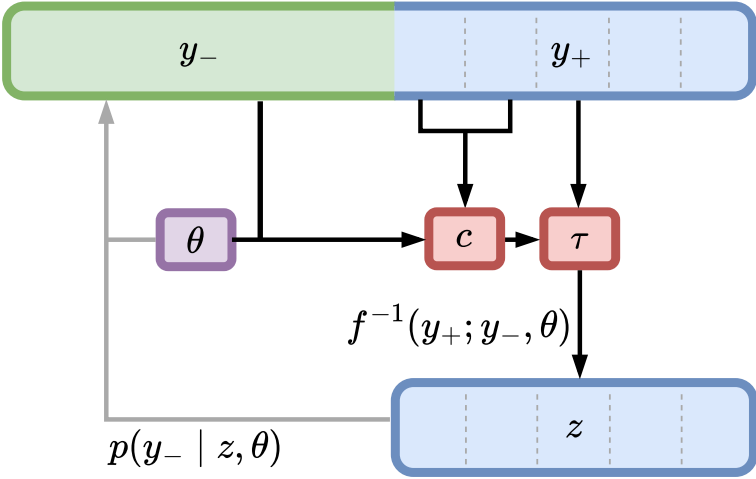 y₋ y₊
θ c τ
f⁻¹(y₊; y₋, θ)
z
p(y₋ | z, θ)